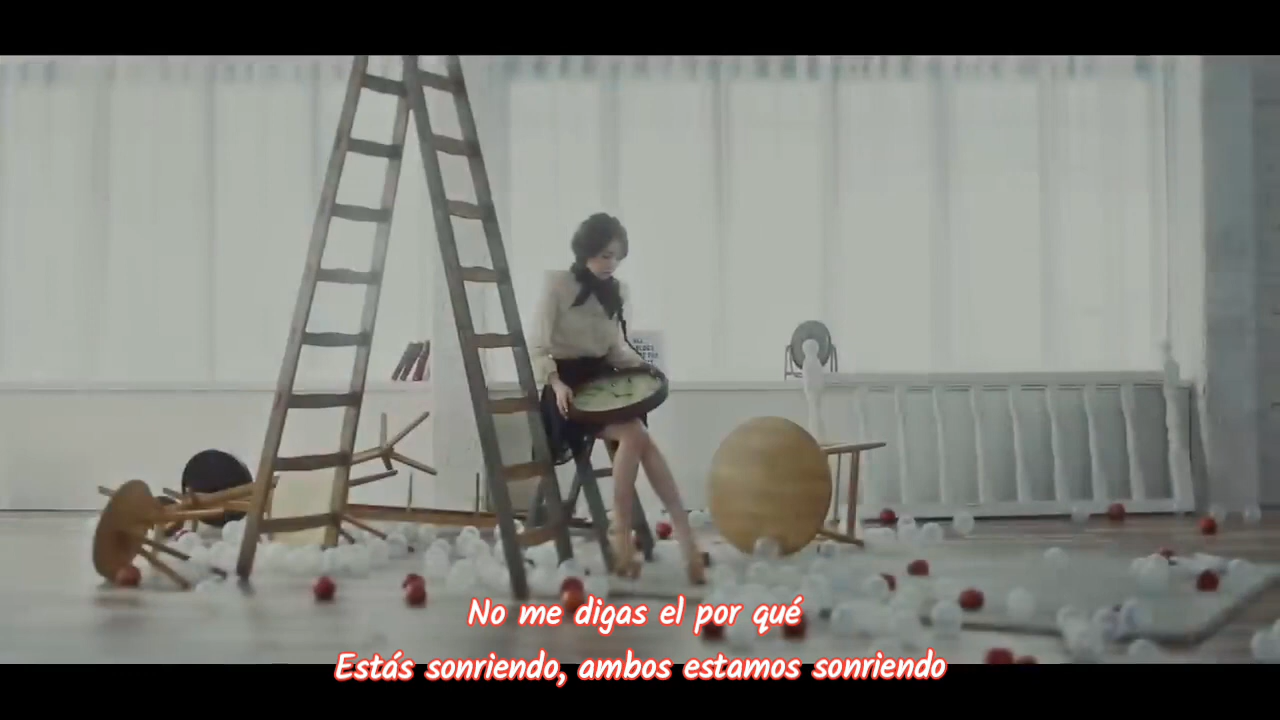 No me digas el por qué
Estás sonriendo, ambos estamos sonriendo